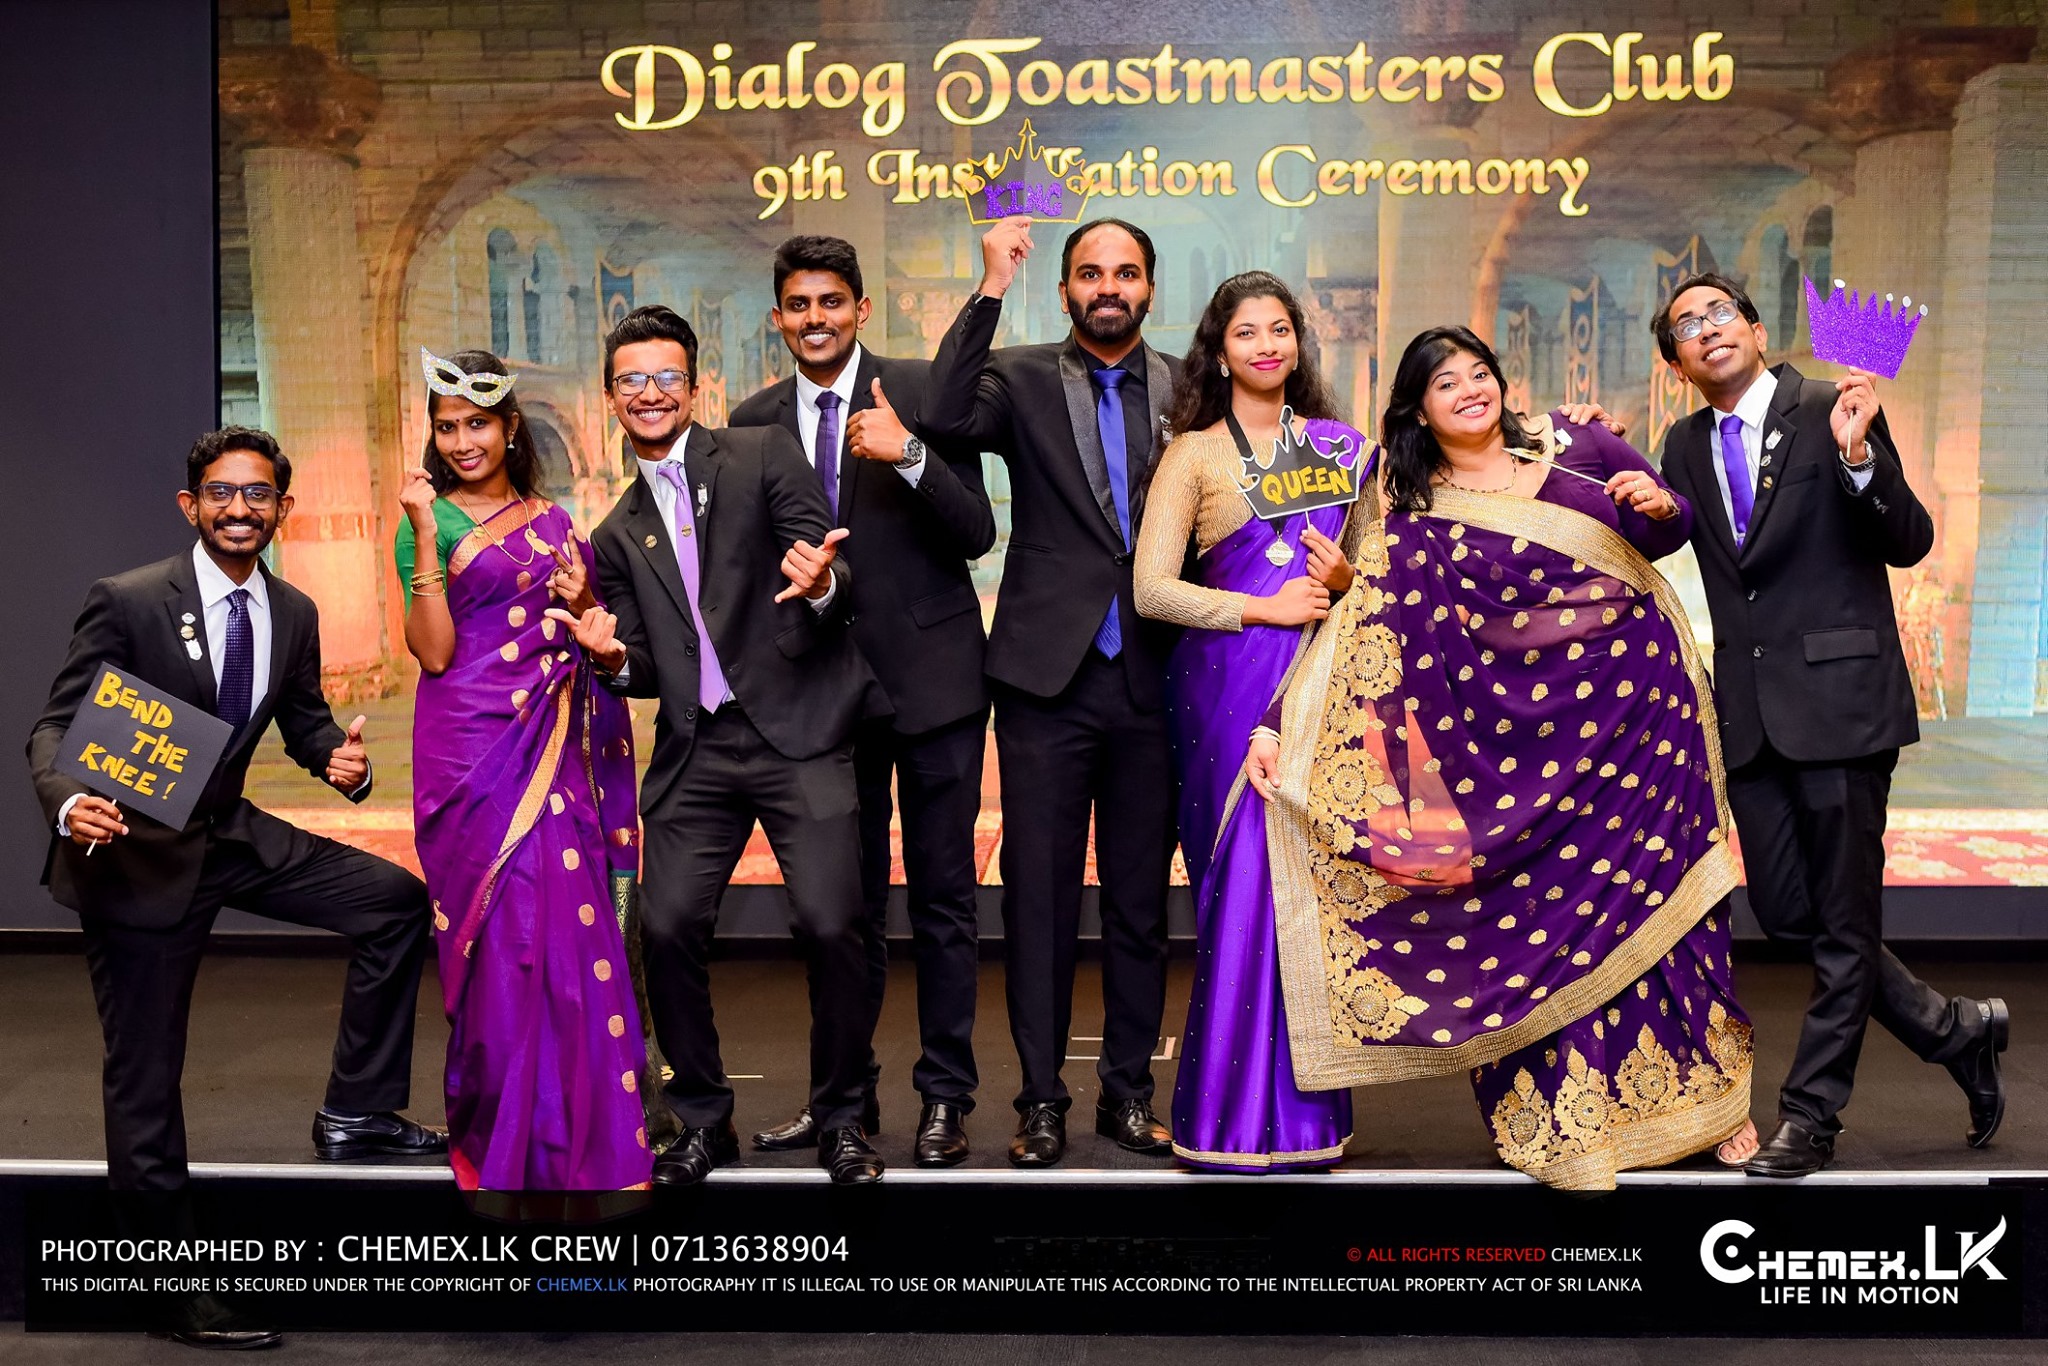 Dialog Toastmasters Club
9th Ins ation Ceremony
KING
QUEEN
BEND
THE
KNEE!
PHOTOGRAPHED BY : CHEMEX.LK CREW | 0713638904
© ALL RIGHTS RESERVED CHEMEX.LK
THIS DIGITAL FIGURE IS SECURED UNDER THE COPYRIGHT OF CHEMEX.LK PHOTOGRAPHY IT IS ILLEGAL TO USE OR MANIPULATE THIS ACCORDING TO THE INTELLECTUAL PROPERTY ACT OF SRI LANKA
CHEMEX.LK
LIFE IN MOTION